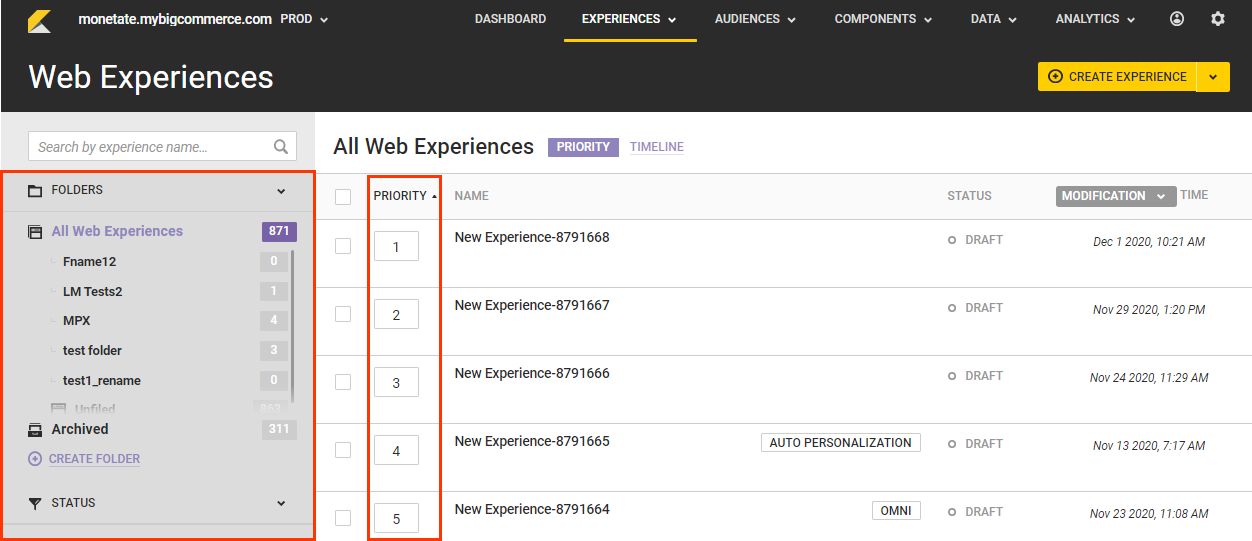 monetate.mybigcommerce.com PROD
DASHBOARD EXPERIENCES AUDIENCES COMPONENTS DATA ANALYTICS
Web Experiences
CREATE EXPERIENCE
Search by experience name...
FOLDERS
All Web Experiences 871
Fname12 0
LM Tests2 1
MPX 4
test folder 3
test1_rename 0
Unfiled 862
Archived 311
CREATE FOLDER
STATUS
All Web Experiences PRIORITY TIMELINE
PRIORITY NAME STATUS MODIFICATION TIME
1 New Experience-8791668 DRAFT Dec 1 2020, 10:21 AM
2 New Experience-8791667 DRAFT Nov 29 2020, 1:20 PM
3 New Experience-8791666 DRAFT Nov 24 2020, 11:29 AM
4 New Experience-8791665 AUTO PERSONALIZATION DRAFT Nov 13 2020, 7:17 AM
5 New Experience-8791664 OMNI DRAFT Nov 23 2020, 11:08 AM